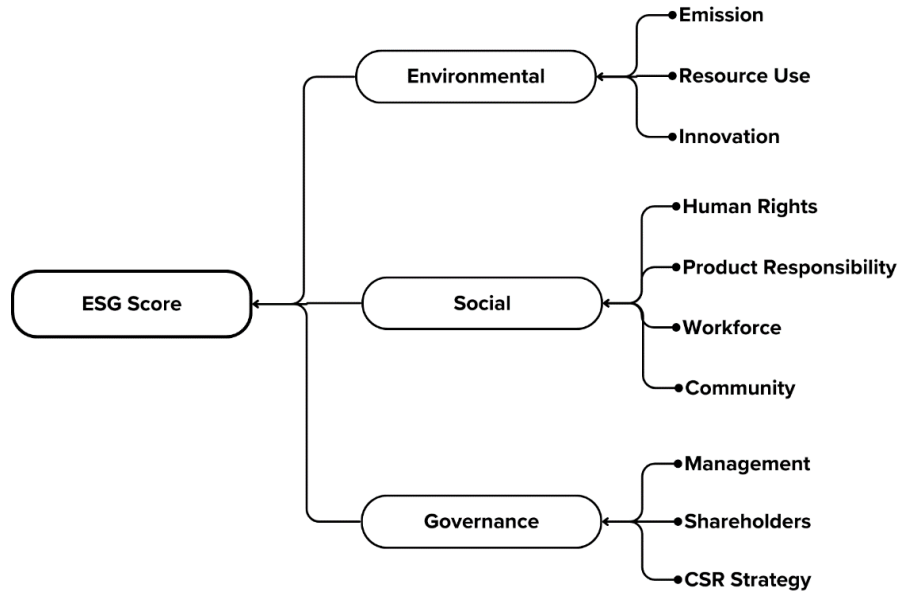 ESG Score
Environmental
Emission
Resource Use
Innovation
Social
Human Rights
Product Responsibility
Workforce
Community
Governance
Management
Shareholders
CSR Strategy